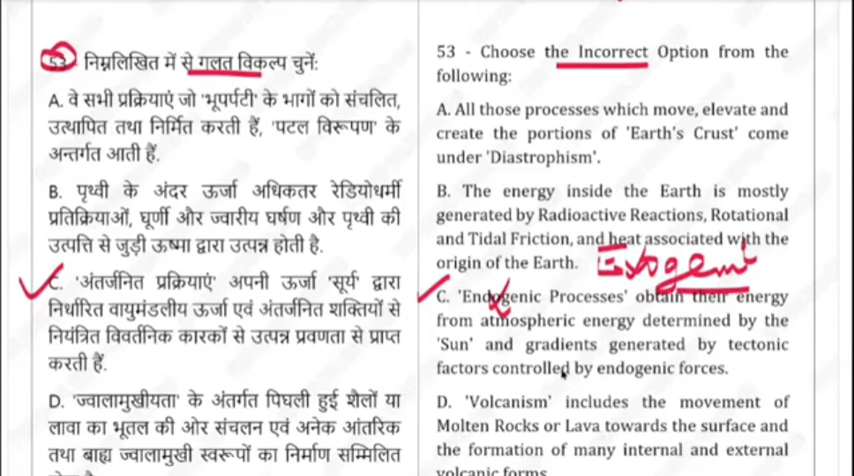 53 निम्नलिखित में से गलत विकल्प चुनें:
A. वे सभी प्रक्रियाएं जो 'भूपर्पटी' के भागों को संचलित,
उत्थापित तथा निर्मित करती हैं, 'पटल विरूपण' के
अन्तर्गत आती हैं.
B. पृथ्वी के अंदर ऊर्जा अधिकतर रेडियोधर्मी
प्रतिक्रियाओं, घूर्णी और ज्वारीय घर्षण और पृथ्वी की
उत्पत्ति से जुड़ी ऊष्मा द्वारा उत्पन्न होती है.
C. 'अंतर्जनित प्रक्रियाएं' अपनी ऊर्जा 'सूर्य' द्वारा
निर्धारित वायुमंडलीय ऊर्जा एवं अंतर्जनित शक्तियों से
नियंत्रित विवर्तनिक कारकों से उत्पन्न प्रवणता से प्राप्त
करती हैं.
D. 'ज्वालामुखीयता' के अंतर्गत पिघली हुई शैलों या
लावा का भूतल की ओर संचलन एवं अनेक आंतरिक
तथा बाह्य ज्वालामुखी स्वरूपों का निर्माण सम्मिलित
53 - Choose the Incorrect Option from the
following:
A. All those processes which move, elevate and
create the portions of 'Earth's Crust' come
under 'Diastrophism'.
B. The energy inside the Earth is mostly
generated by Radioactive Reactions, Rotational
and Tidal Friction, and heat associated with the
origin of the Earth.
C. 'Endogenic Processes' obtain their energy
from atmospheric energy determined by the
'Sun' and gradients generated by tectonic
factors controlled by endogenic forces.
D. 'Volcanism' includes the movement of
Molten Rocks or Lava towards the surface and
the formation of many internal and external
volcanic forms.